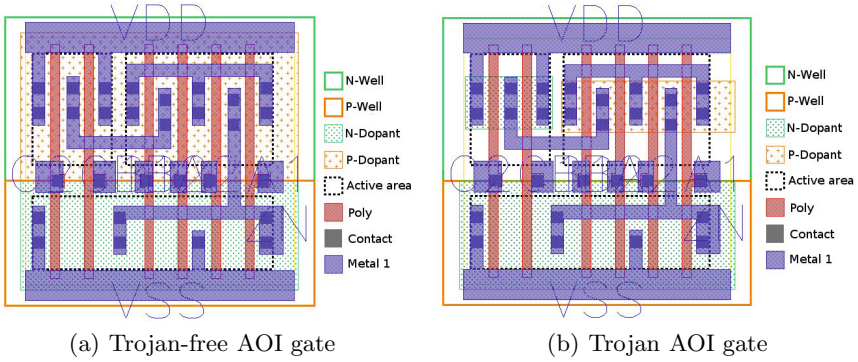 VDD
VDD
N-Well
P-Well
N-Dopant
P-Dopant
Active area
Poly
Contact
Metal 1
N-Well
P-Well
N-Dopant
P-Dopant
Active area
Poly
Contact
Metal 1
A1
A1
ZN
ZN
VSS
VSS
(a) Trojan-free AOI gate
(b) Trojan AOI gate